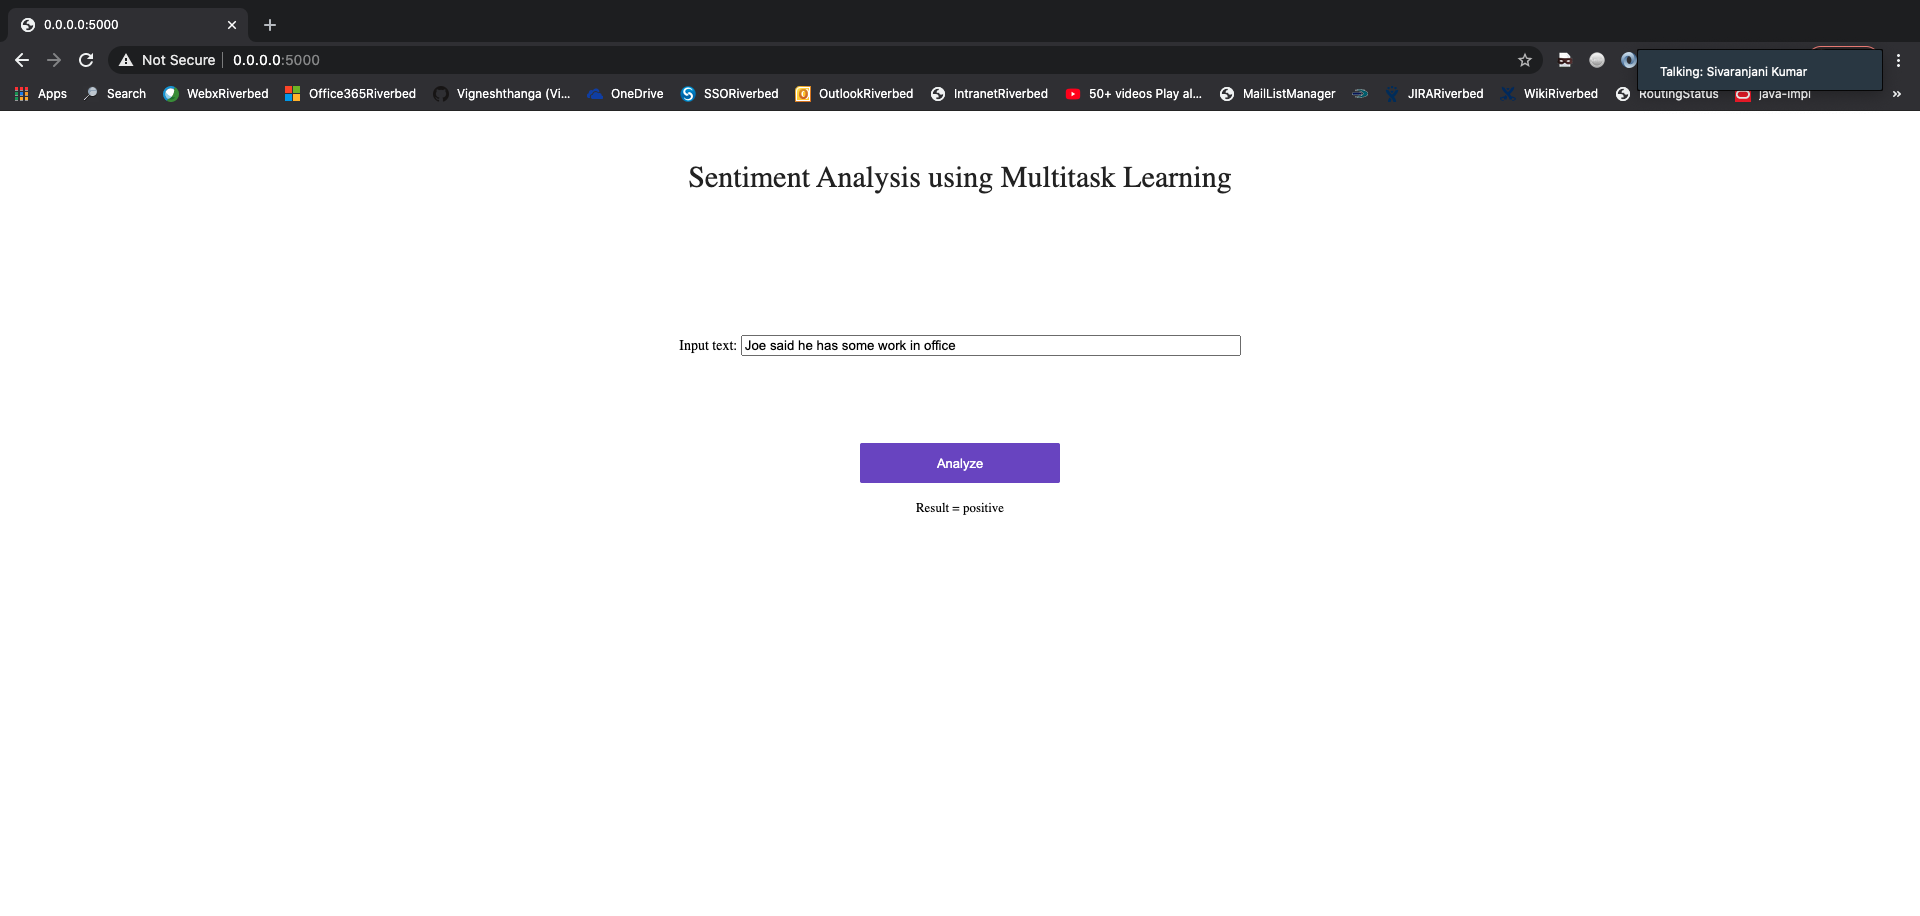 0.0.0.0:5000
Not Secure 0.0.0.0:5000
Talking: Sivaranjani Kumar
Apps Search WebxRiverbed Office365Riverbed Vigneshthanga (Vi... OneDrive SSORiverbed OutlookRiverbed IntranetRiverbed 50+ videos Play al... MailListManager JIRARiverbed WikiRiverbed RoutingStatus java-impl »
Sentiment Analysis using Multitask Learning
Input text: Joe said he has some work in office
Analyze
Result = positive